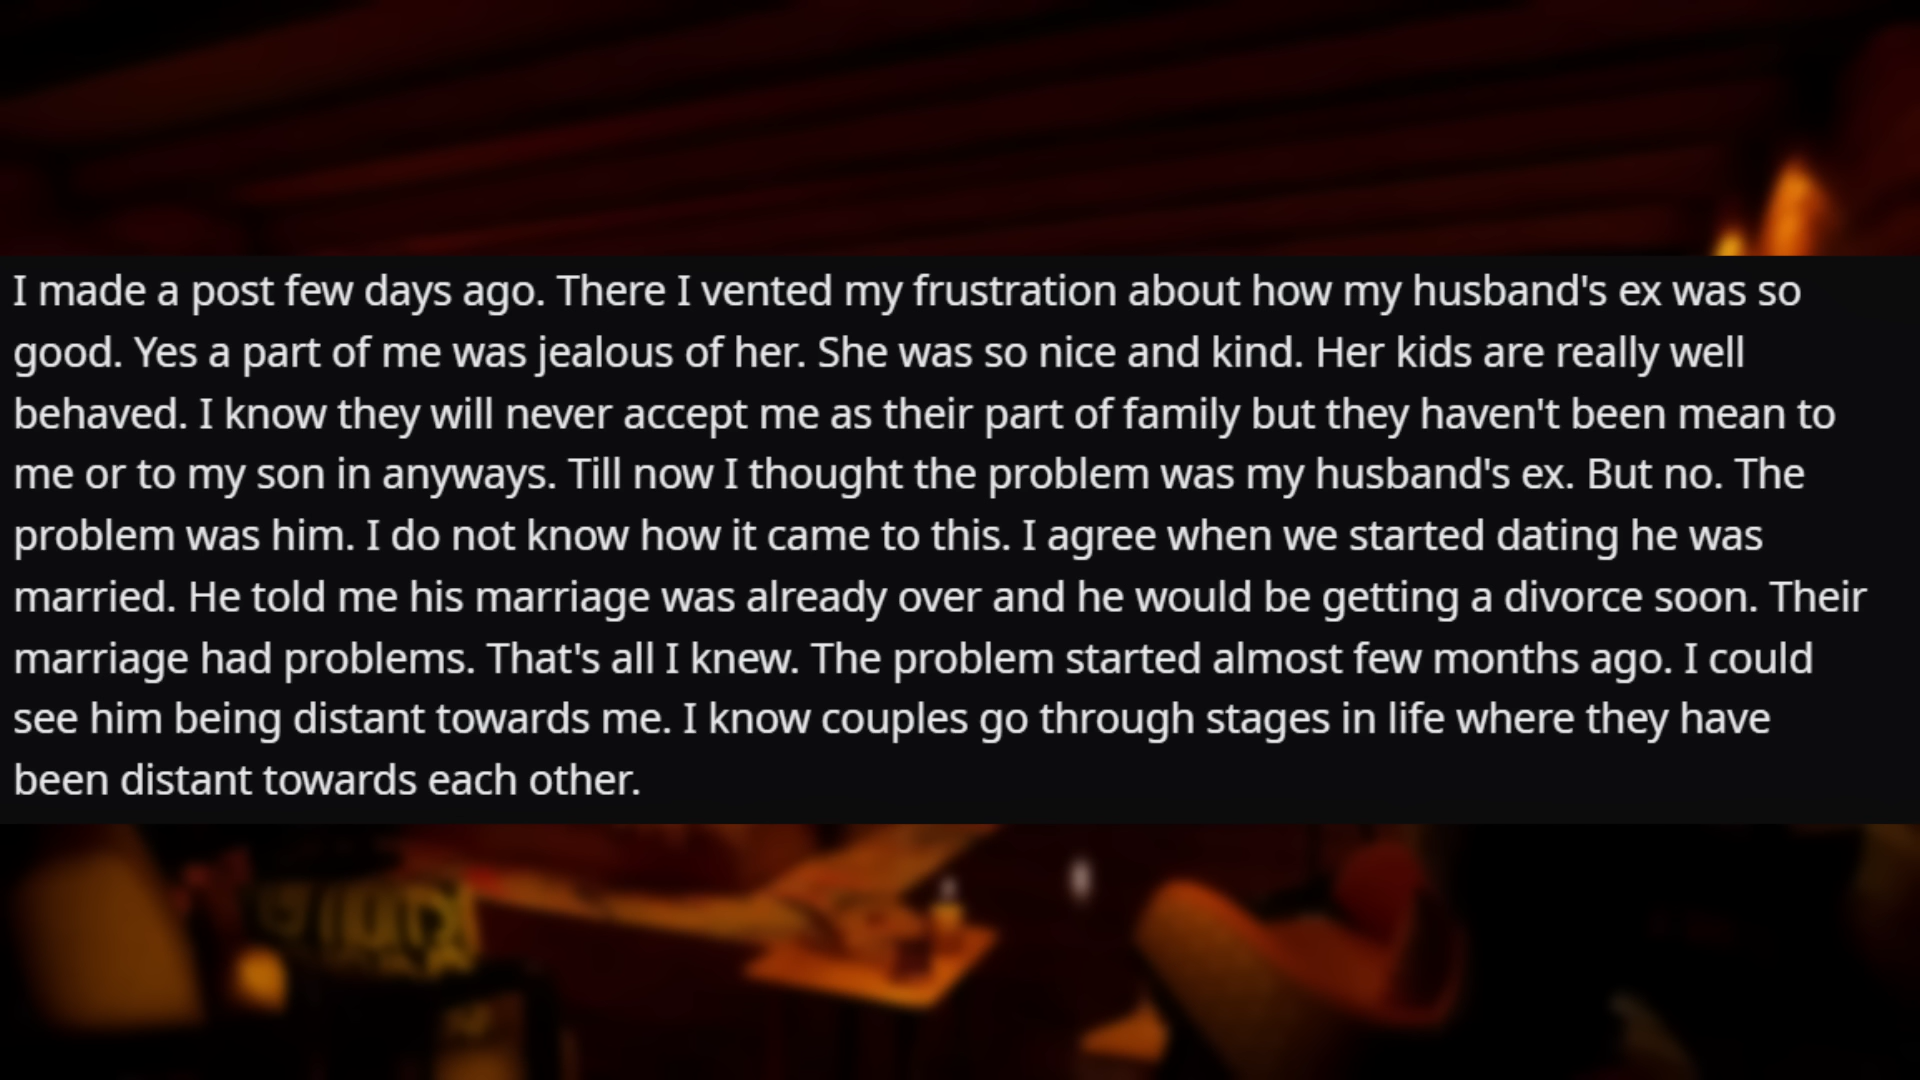 I made a post few days ago. There I vented my frustration about how my husband's ex was so
good. Yes a part of me was jealous of her. She was so nice and kind. Her kids are really well
behaved. I know they will never accept me as their part of family but they haven't been mean to
me or to my son in anyways. Till now I thought the problem was my husband's ex. But no. The
problem was him. I do not know how it came to this. I agree when we started dating he was
married. He told me his marriage was already over and he would be getting a divorce soon. Their
marriage had problems. That's all I knew. The problem started almost few months ago. I could
see him being distant towards me. I know couples go through stages in life where they have
been distant towards each other.